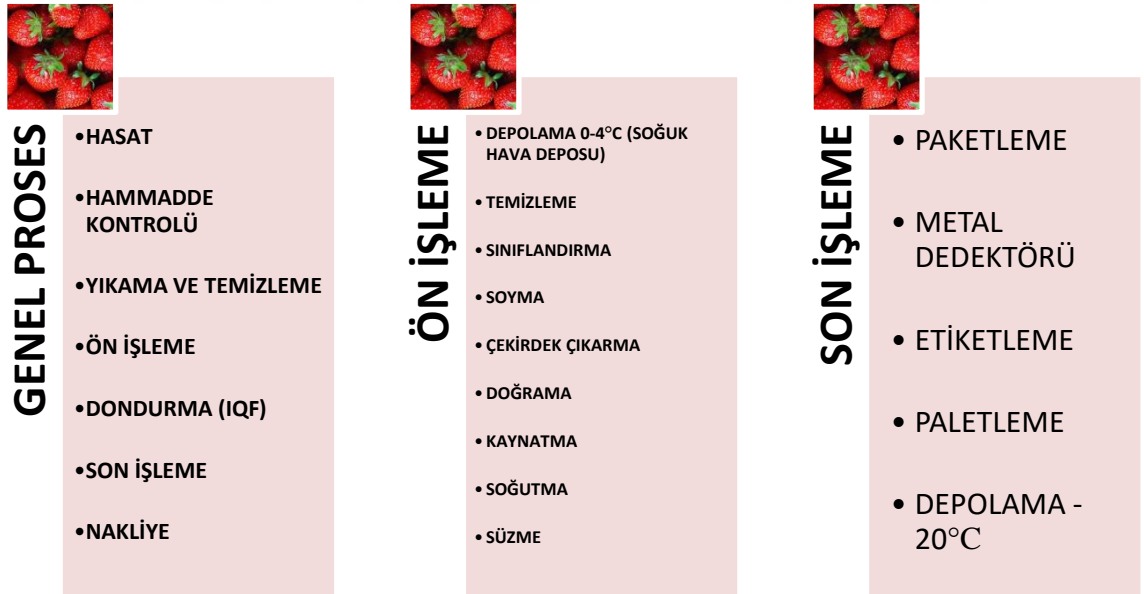 GENEL PROSES
•HASAT
•HAMMADDE
KONTROLÜ
•YIKAMA VE TEMİZLEME
•ÖN İŞLEME
•DONDURMA (IQF)
•SON İŞLEME
•NAKLİYE
ÖN İŞLEME
• DEPOLAMA 0-4°C (SOĞUK
HAVA DEPOSU)
• TEMİZLEME
• SINIFLANDIRMA
• SOYMA
• ÇEKİRDEK ÇIKARMA
• DOĞRAMA
• KAYNATMA
• SOĞUTMA
• SÜZME
SON İŞLEME
• PAKETLEME
• METAL
DEDEKTÖRÜ
• ETİKETLEME
• PALETLEME
• DEPOLAMA -
20°C